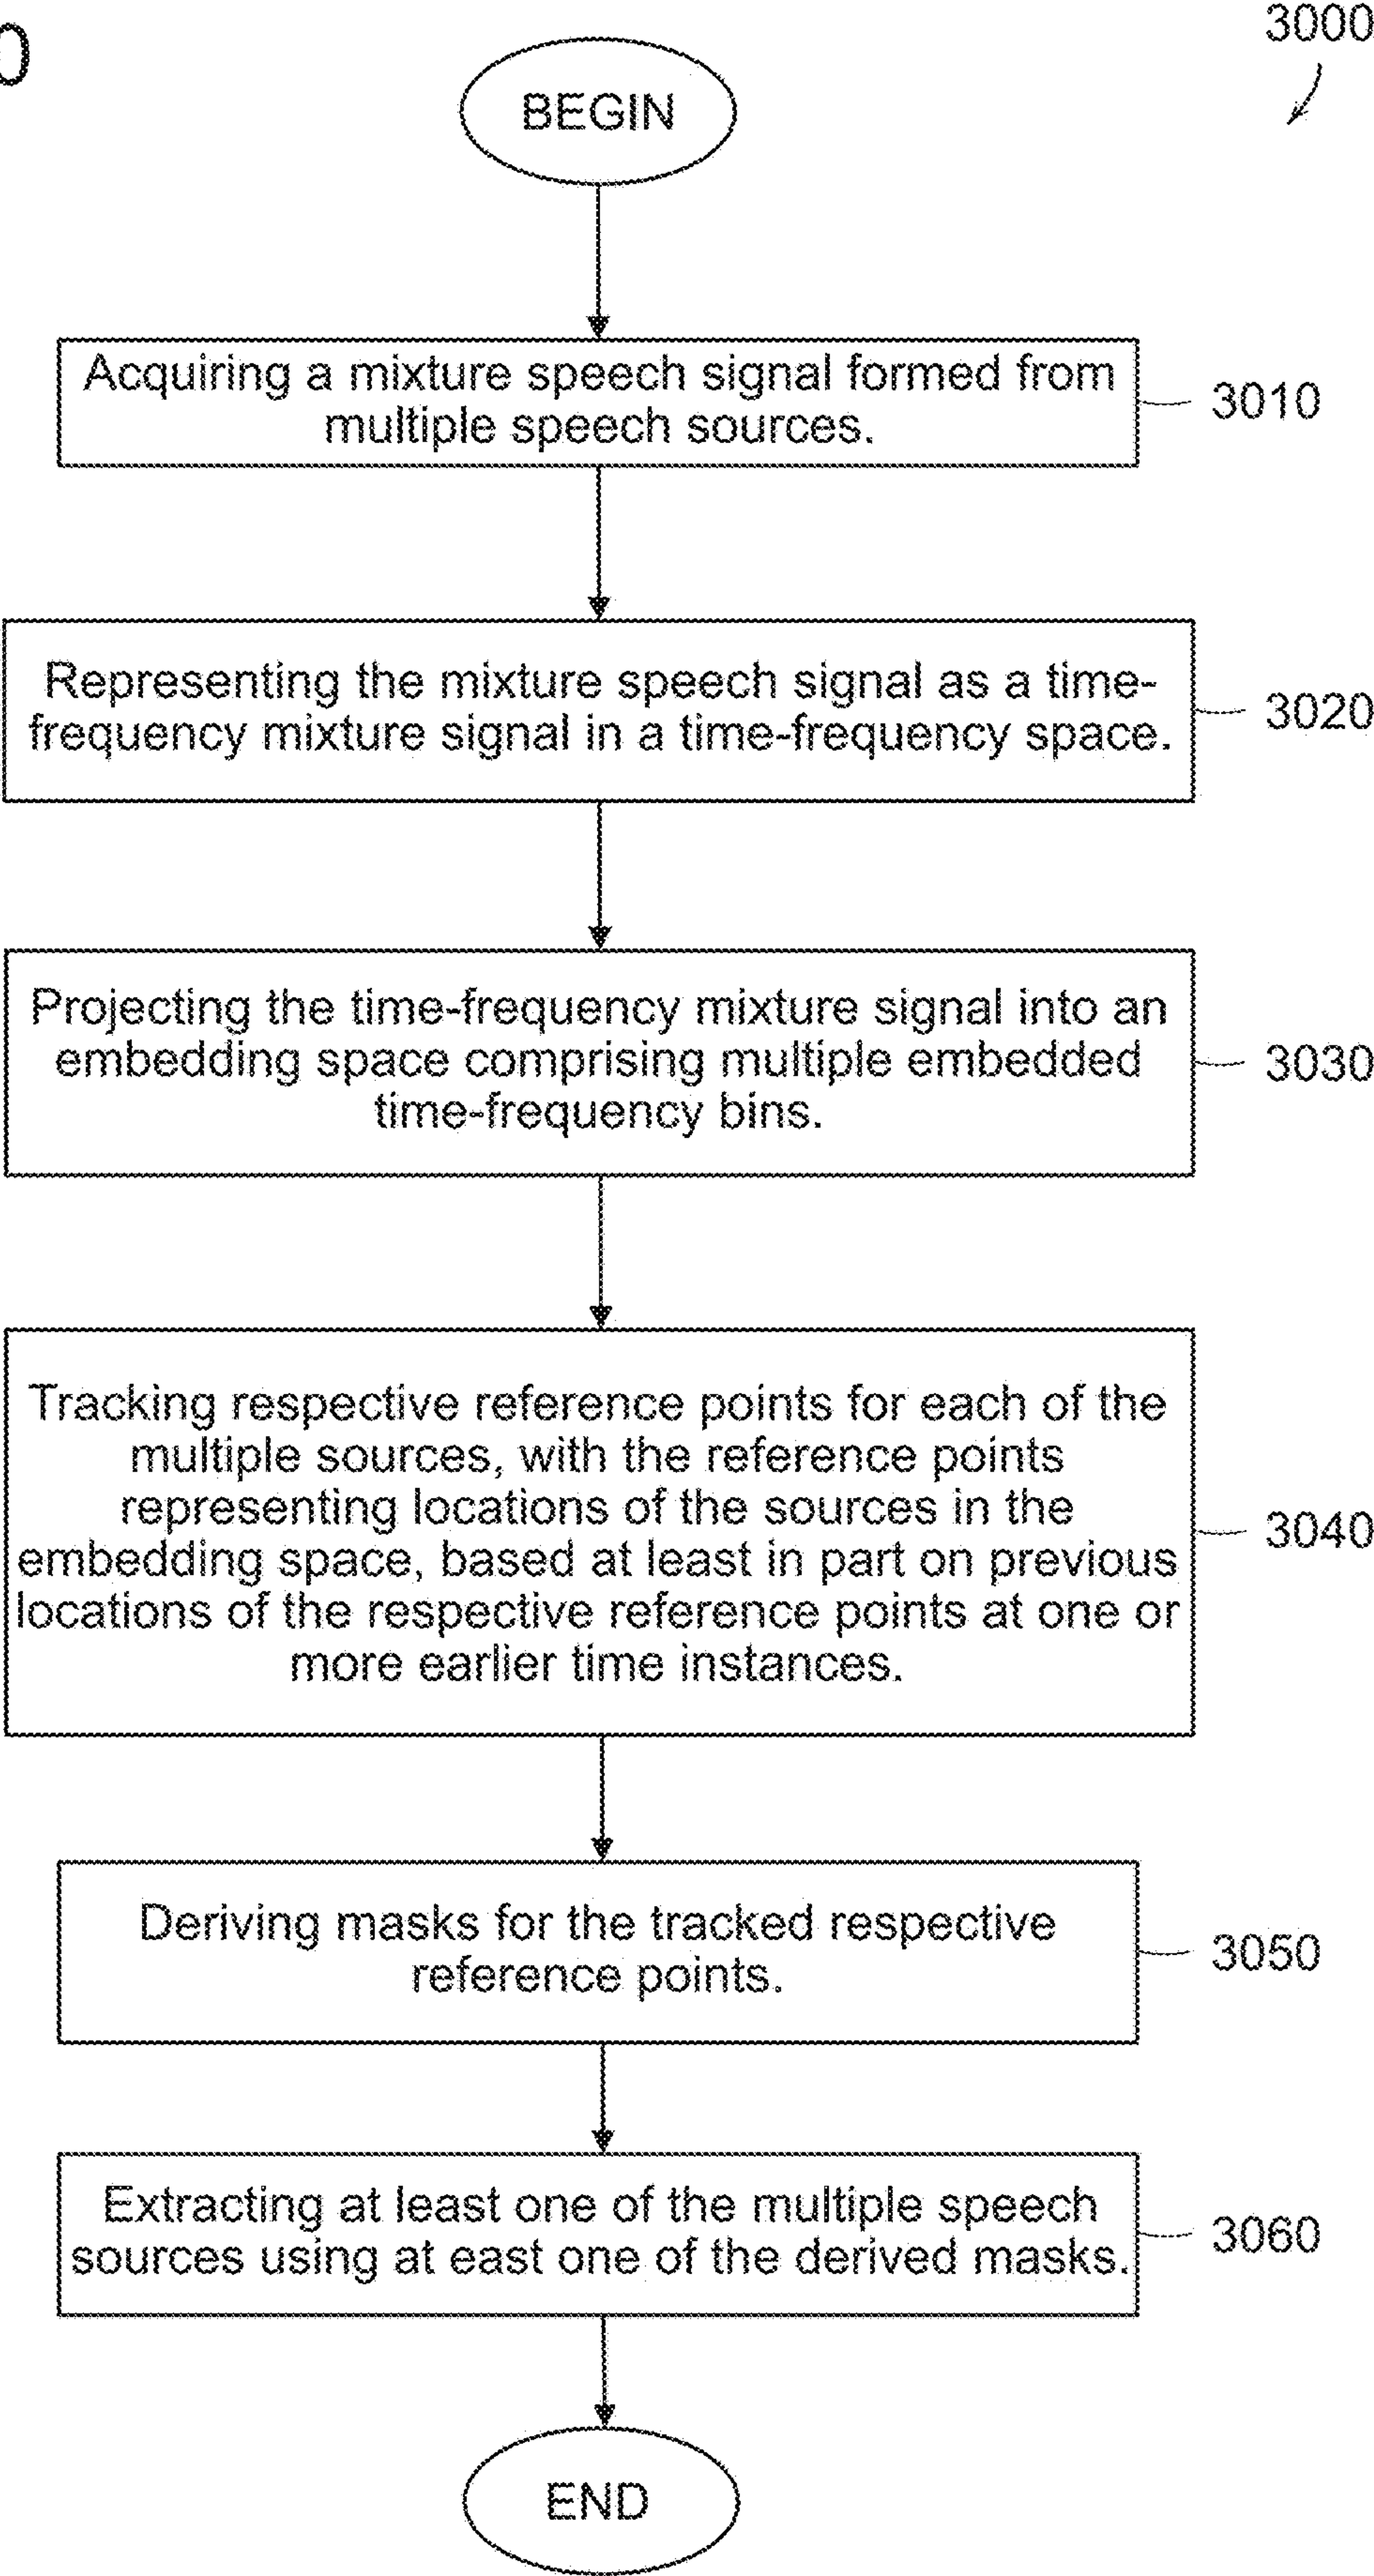 0
3000
BEGIN
Acquiring a mixture speech signal formed from
multiple speech sources.
3010
Representing the mixture speech signal as a time-
frequency mixture signal in a time-frequency space.
3020
Projecting the time-frequency mixture signal into an
embedding space comprising multiple embedded
time-frequency bins.
3030
Tracking respective reference points for each of the
multiple sources, with the reference points
representing locations of the sources in the
embedding space, based at least in part on previous
locations of the respective reference points at one or
more earlier time instances.
3040
Deriving masks for the tracked respective
reference points.
3050
Extracting at least one of the multiple speech
sources using at east one of the derived masks.
3060
END